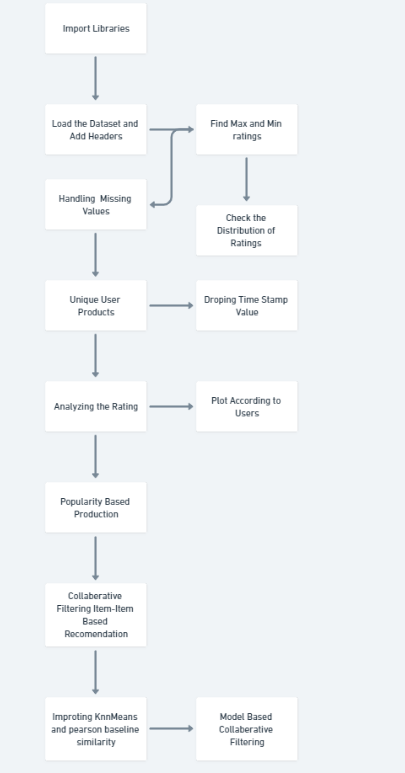 Import Libraries
Load the Dataset and
Add Headers
Find Max and Min
ratings
Handling Missing
Values
Check the
Distribution of
Ratings
Unique User
Products
Droping Time Stamp
Value
Analyzing the Rating
Plot According to
Users
Popularity Based
Production
Collaberative
Filtering Item-Item
Based
Recomendation
Improting KnnMeans
and pearson baseline
similarity
Model Based
Collaberative
Filtering